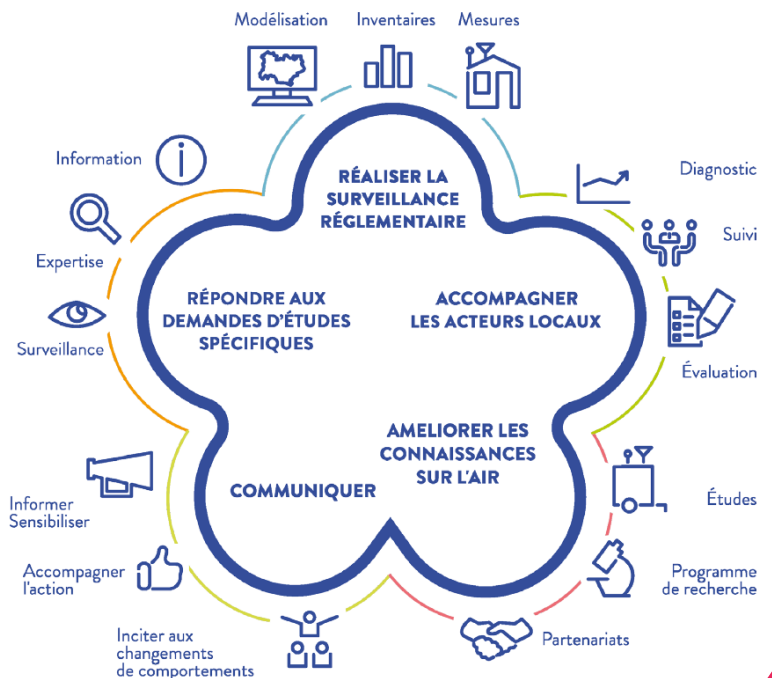 Modélisation
Inventaires
Mesures
Information
Expertise
Surveillance
RÉALISER LA
SURVEILLANCE
RÉGLEMENTAIRE
Diagnostic
Suivi
Évaluation
RÉPONDRE AUX
DEMANDES D'ÉTUDES
SPÉCIFIQUES
ACCOMPAGNER
LES ACTEURS LOCAUX
AMELIORER LES
CONNAISSANCES
SUR L'AIR
COMMUNIQUER
Informer
Sensibiliser
Accompagner
l'action
Inciter aux
changements
de comportements
Études
Programme
de recherche
Partenariats